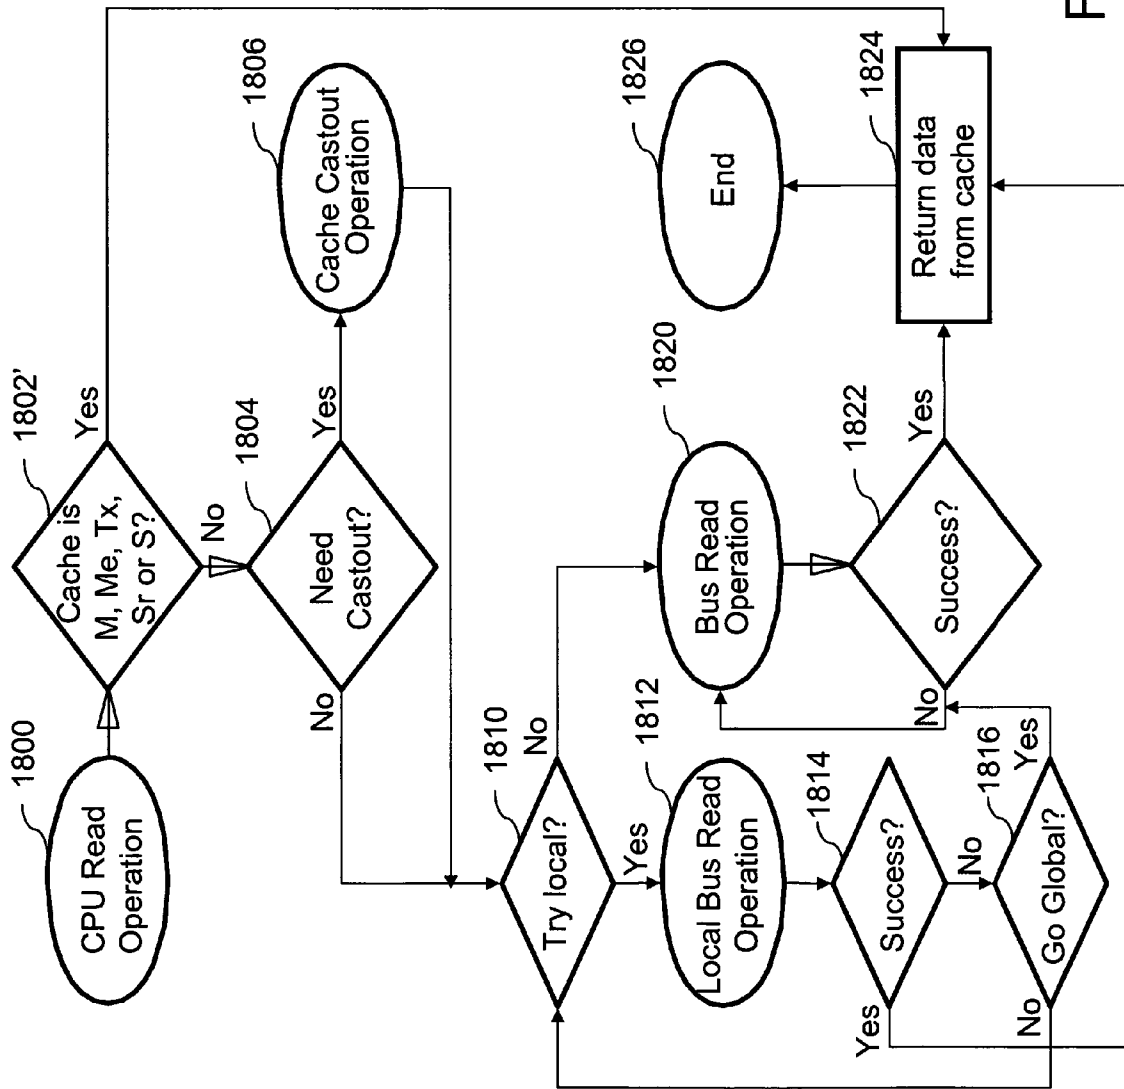 1800
CPU Read
Operation
1802'
Cache is
M, Me, Tx,
Sr or S?
Yes
No
1804
Need
Castout?
Yes
No
1806
Cache Castout
Operation
1810
Try local?
No
Yes
1812
Local Bus Read
Operation
1814
Success?
Yes
No
1816
Go Global?
Yes
No
1820
Bus Read
Operation
1822
Success?
Yes
No
1824
Return data
from cache
1826
End
F